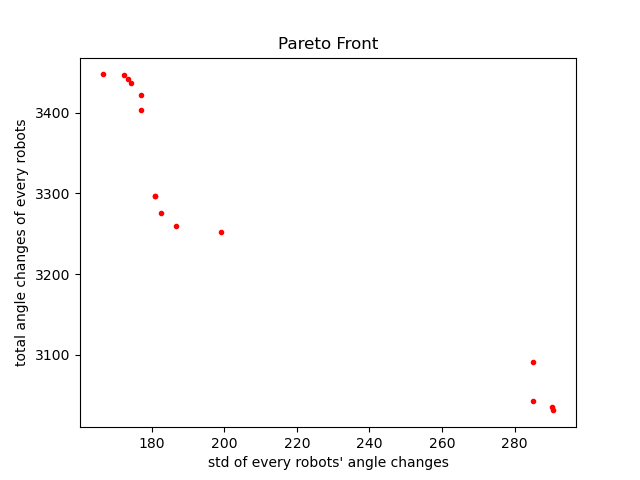 Pareto Front
total angle changes of every robots
3400
3300
3200
3100
180 200 220 240 260 280
std of every robots' angle changes